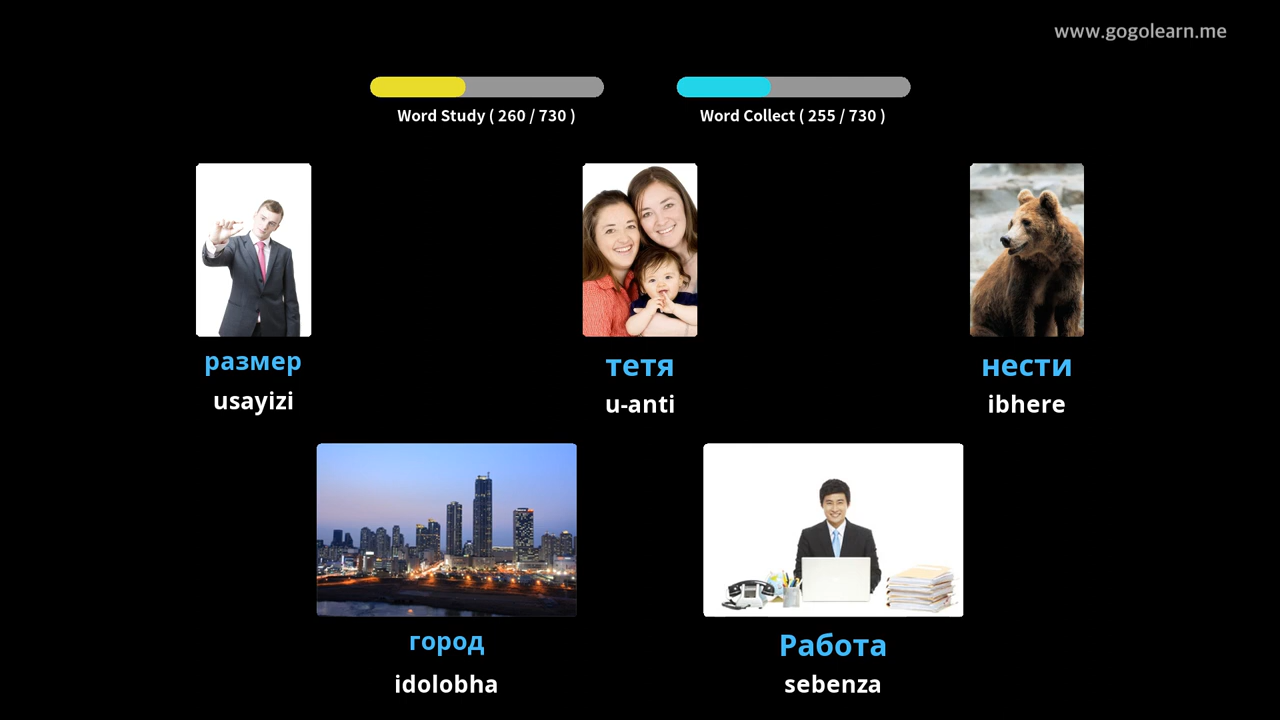 www.gogolearn.me
Word Study ( 260 / 730 )
Word Collect ( 255 / 730 )
размер
usayizi
тетя
u-anti
нести
ibhere
город
idolobha
Работа
sebenza